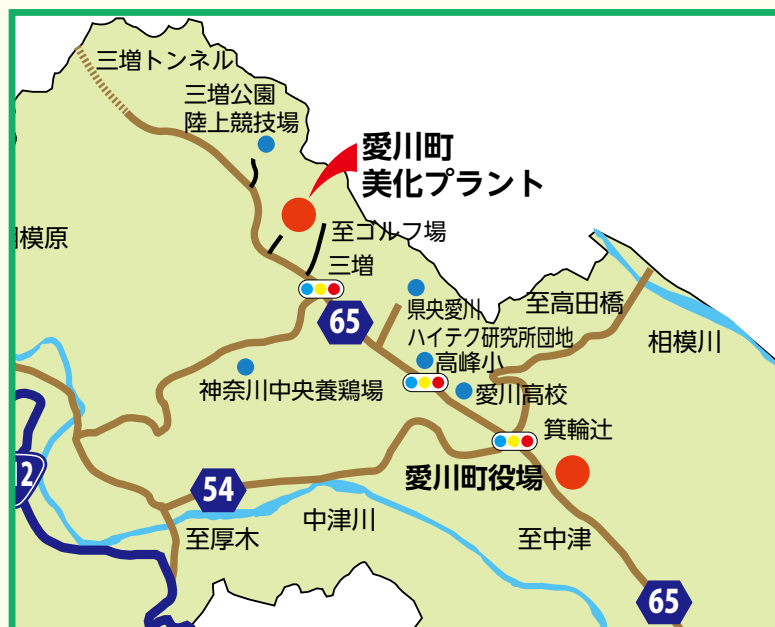 三増トンネル
三増公園
陸上競技場
愛川町
美化プラント
至ゴルフ場
模原
三増
県央愛川
ハイテク研究所団地
至高田橋
65
相模川
高峰小
神奈川中央養鶏場
愛川高校
箕輪辻
愛川町役場
12
54
中津川
至厚木
至中津
65